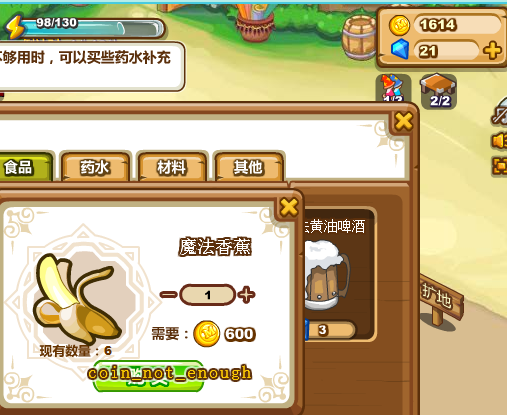 98/130
1614
够用时，可以买些药水补充
21
1/2
2/2
食品
药水
材料
其他
魔法香蕉
法黄油啤酒
1
需要：600
3
扩地
现有数量：6
coin_not_enough